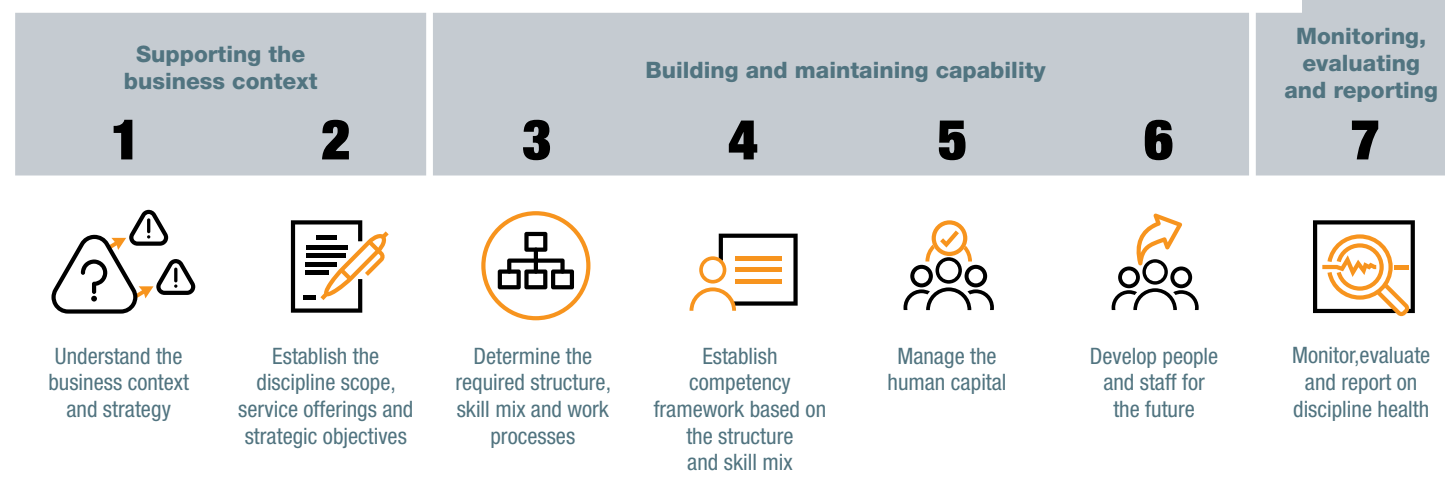 Supporting the
business context
Building and maintaining capability
Monitoring,
evaluating
and reporting
1
2
3
4
5
6
7
?
!
!
Understand the
business context
and strategy
Establish the
discipline scope,
service offerings and
strategic objectives
Determine the
required structure,
skill mix and work
processes
Establish
competency
framework based on
the structure
and skill mix
Manage the
human capital
Develop people
and staff for
the future
Monitor,evaluate
and report on
discipline health